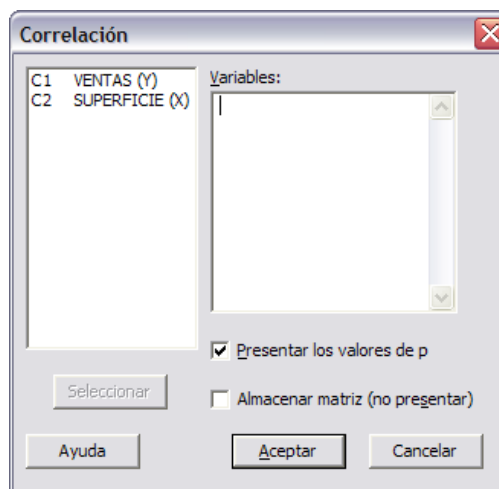 Correlación
C1 VENTAS (Y)
C2 SUPERFICIE (X)
Variables:
Presentar los valores de p
Seleccionar
Almacenar matriz (no presentar)
Ayuda
Aceptar
Cancelar